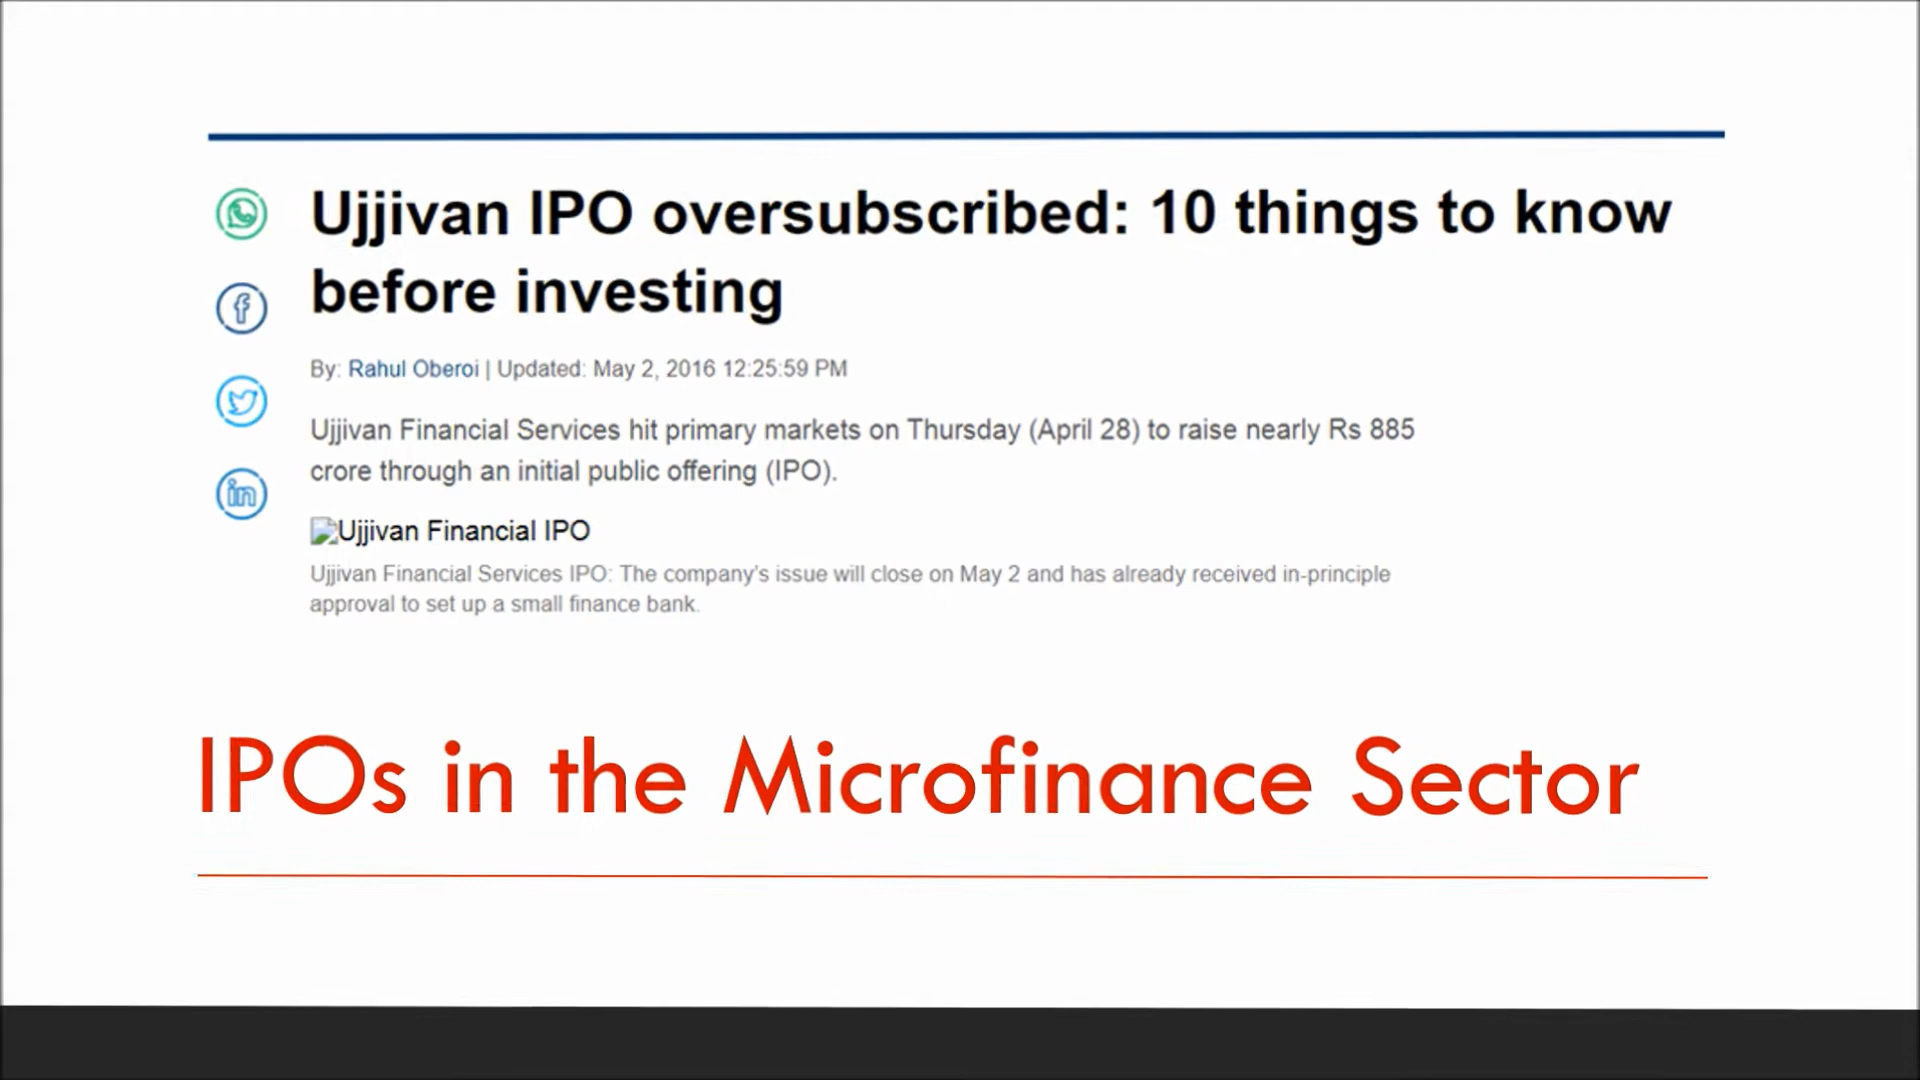 Ujjivan IPO oversubscribed: 10 things to know
before investing
By: Rahul Oberoi | Updated: May 2, 2016 12:25:59 PM
Ujjivan Financial Services hit primary markets on Thursday (April 28) to raise nearly Rs 885
crore through an initial public offering (IPO).
Ujjivan Financial IPO
Ujjivan Financial Services IPO: The company's issue will close on May 2 and has already received in-principle
approval to set up a small finance bank.
IPOs in the Microfinance Sector